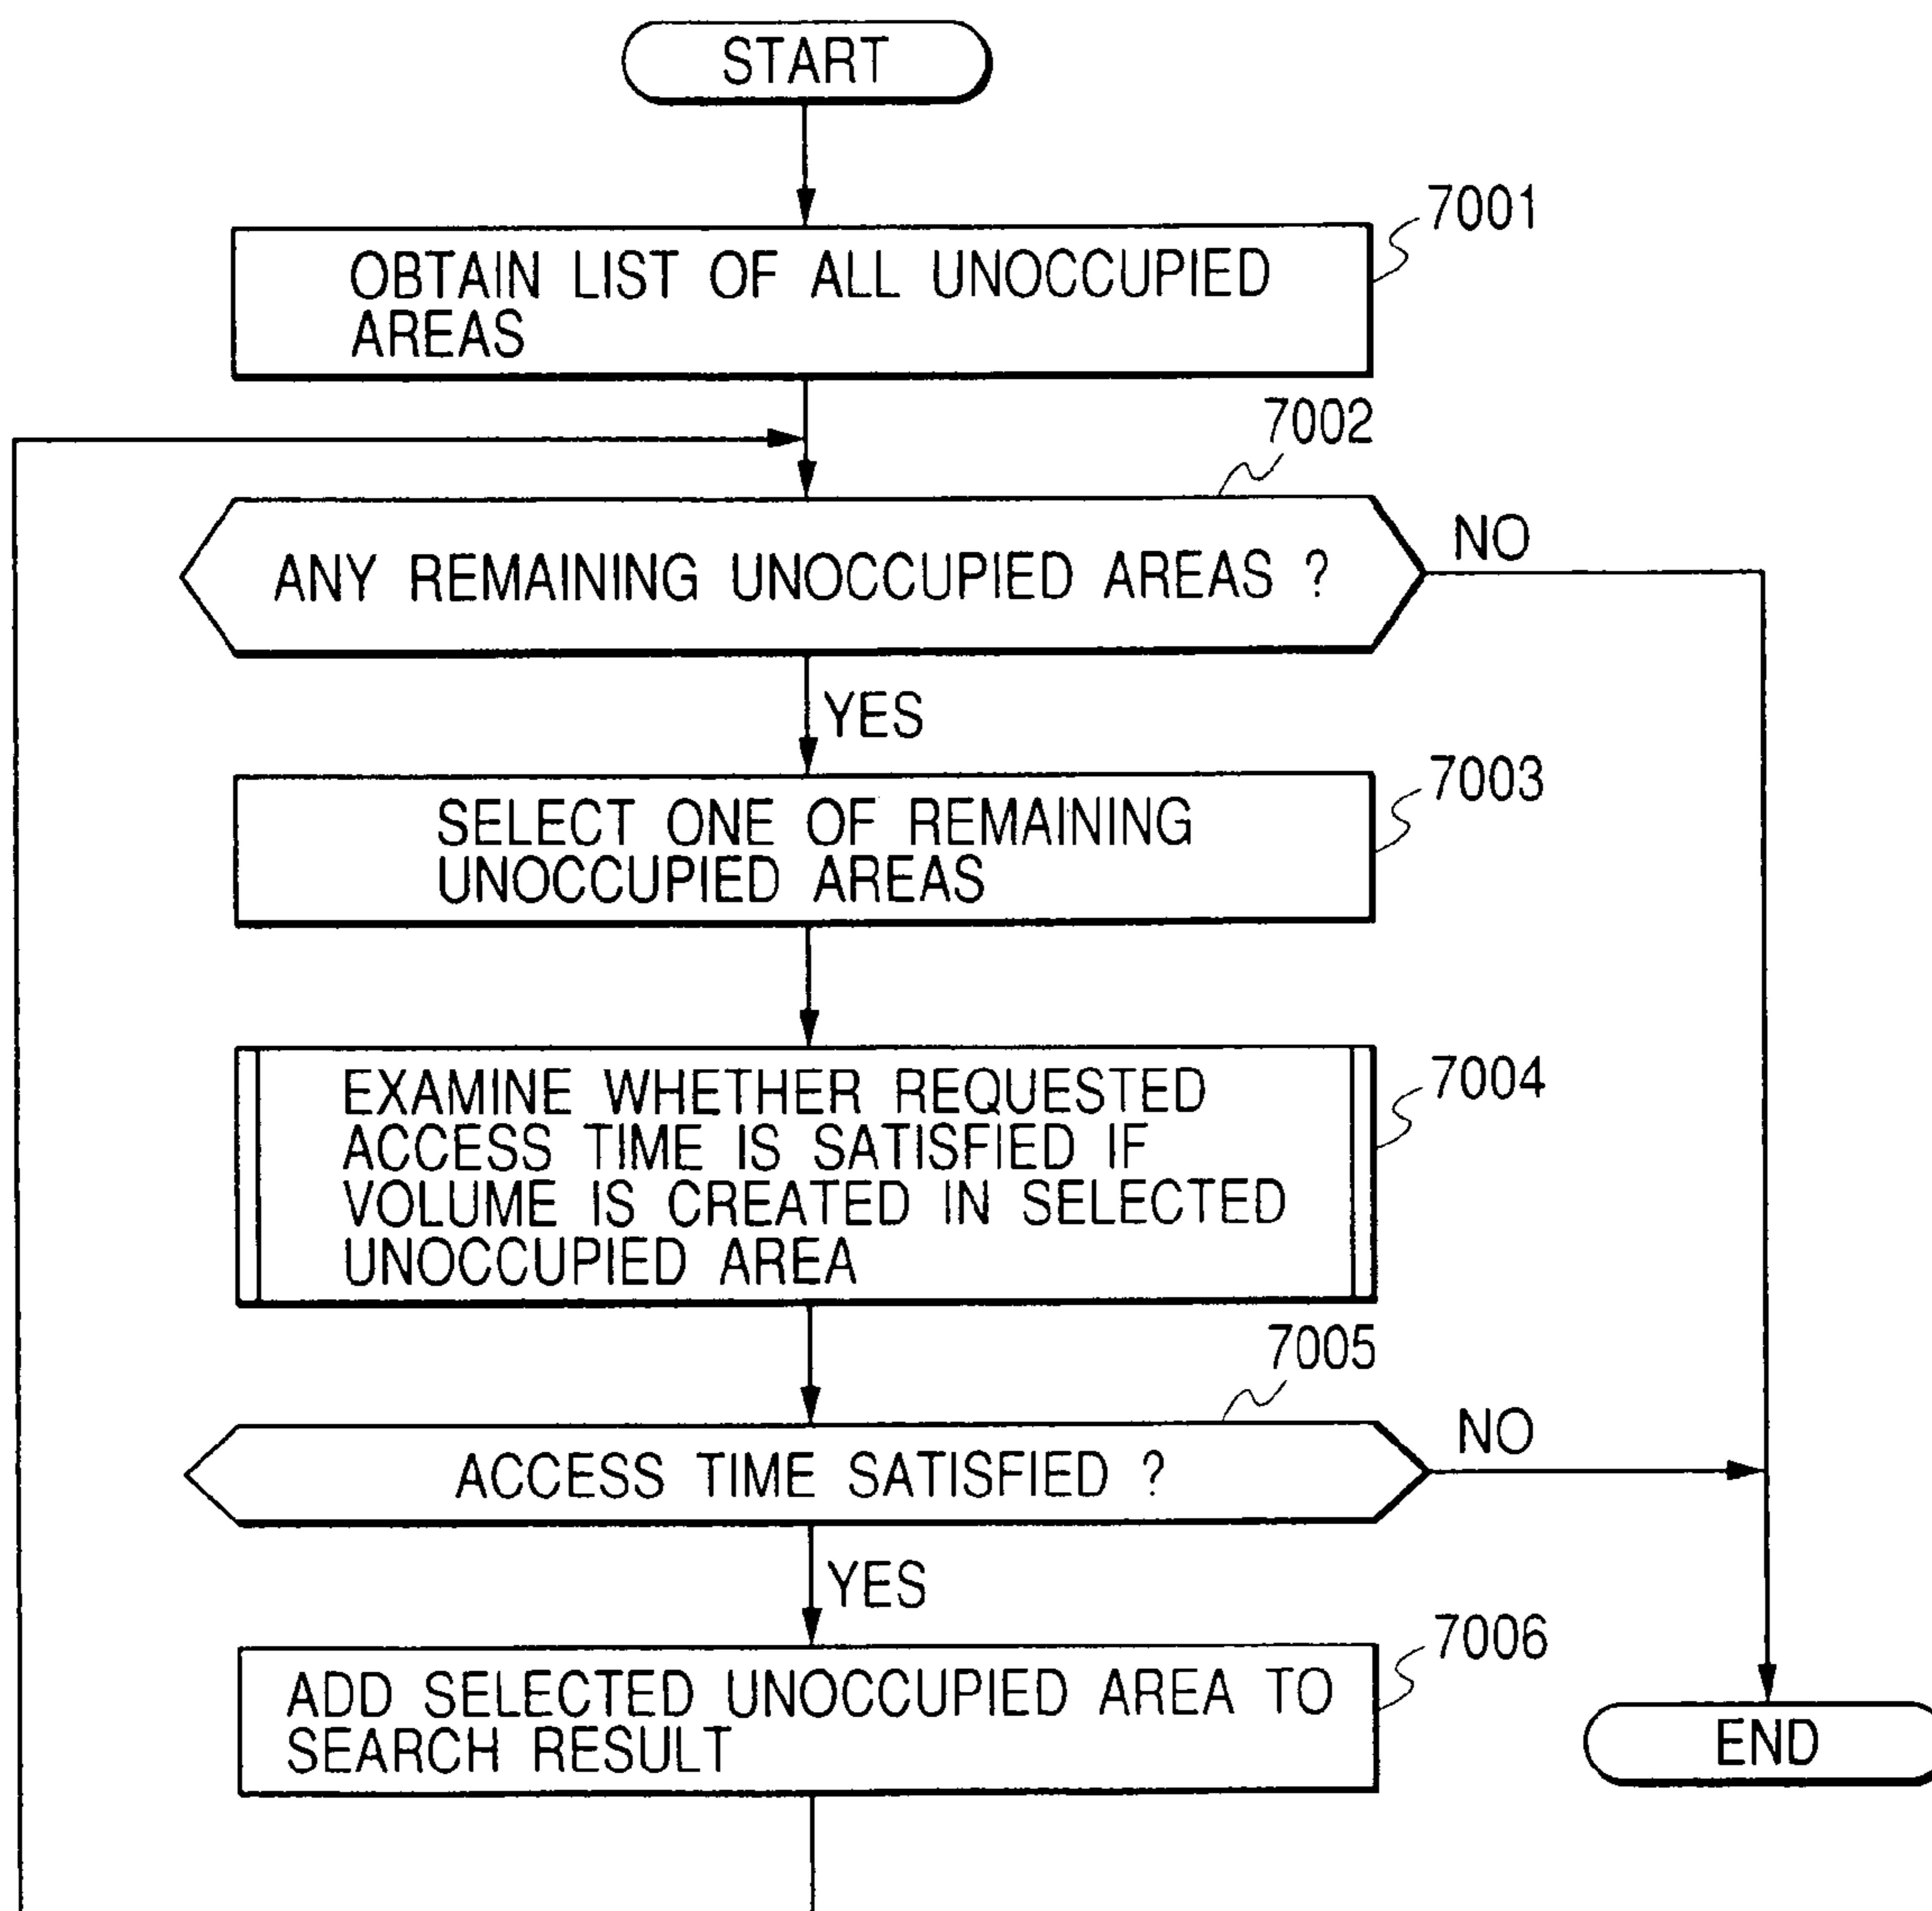 START
7001
OBTAIN LIST OF ALL UNOCCUPIED
AREAS
7002
ANY REMAINING UNOCCUPIED AREAS ?
NO
YES
7003
SELECT ONE OF REMAINING
UNOCCUPIED AREAS
7004
EXAMINE WHETHER REQUESTED
ACCESS TIME IS SATISFIED IF
VOLUME IS CREATED IN SELECTED
UNOCCUPIED AREA
7005
ACCESS TIME SATISFIED ?
NO
YES
7006
ADD SELECTED UNOCCUPIED AREA TO
SEARCH RESULT
END